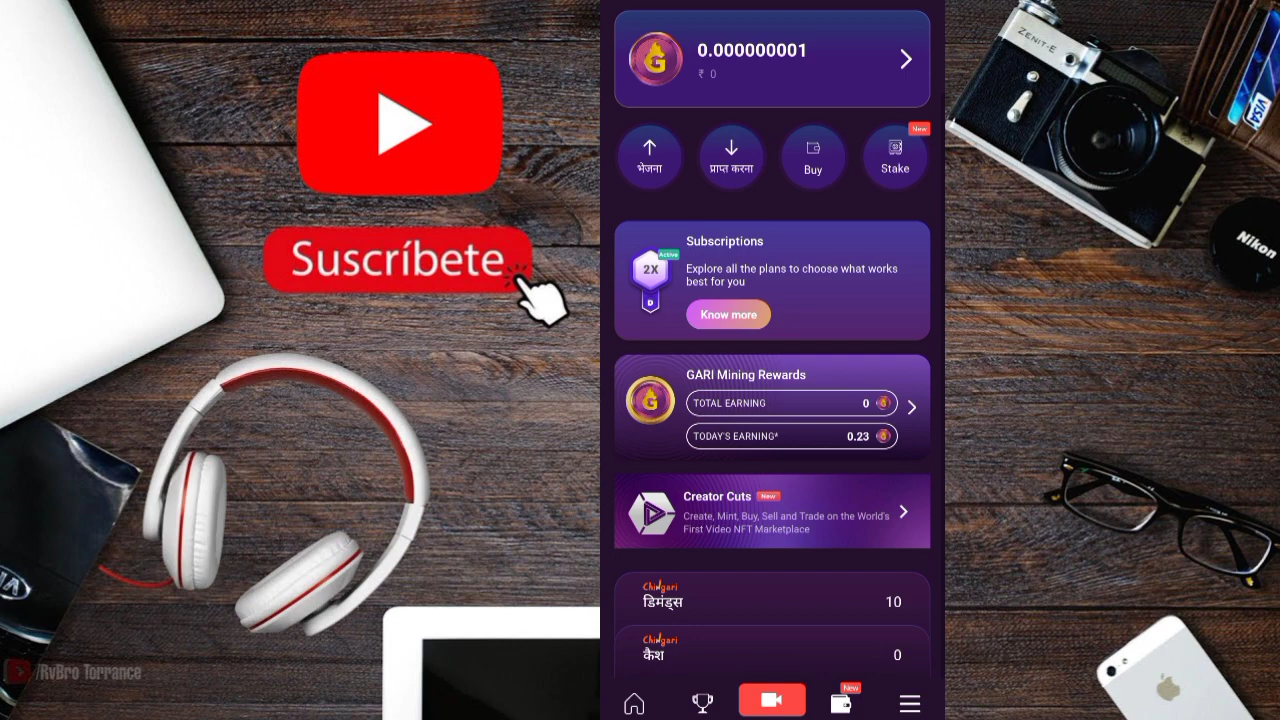 0.000000001
₹ 0
New
भेजना
प्राप्त करना
Buy
Stake
Suscríbete
Subscriptions
Active
2X
Explore all the plans to choose what works
best for you
D
Know more
GARI Mining Rewards
TOTAL EARNING 0
TODAY'S EARNING* 0.23
Creator Cuts New
Create, Mint, Buy, Sell and Trade on the World's
First Video NFT Marketplace
Chingari
डिमंड्स 10
Chingari
कैश 0
New
/RvBro Torrance
ZENIT-E
VISA
Nikon